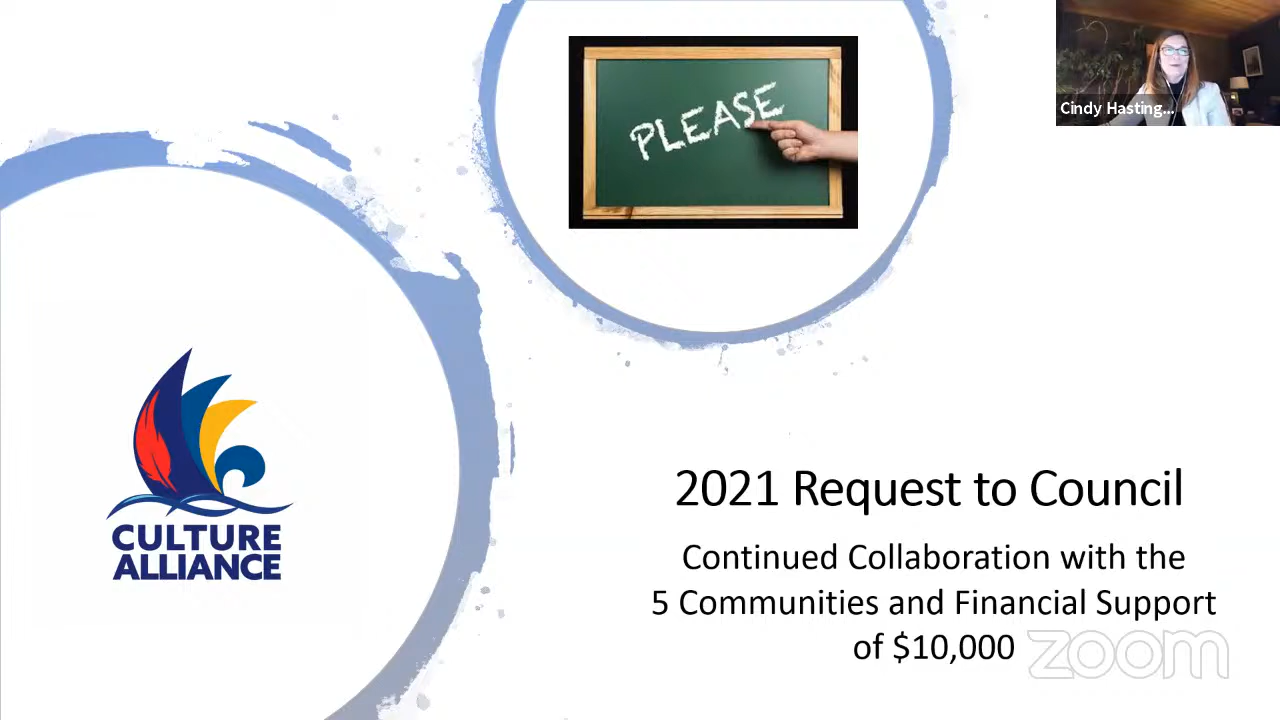 PLEASE
Cindy Hasting...
CULTURE
ALLIANCE
2021 Request to Council
Continued Collaboration with the
5 Communities and Financial Support
of $10,000
zoom